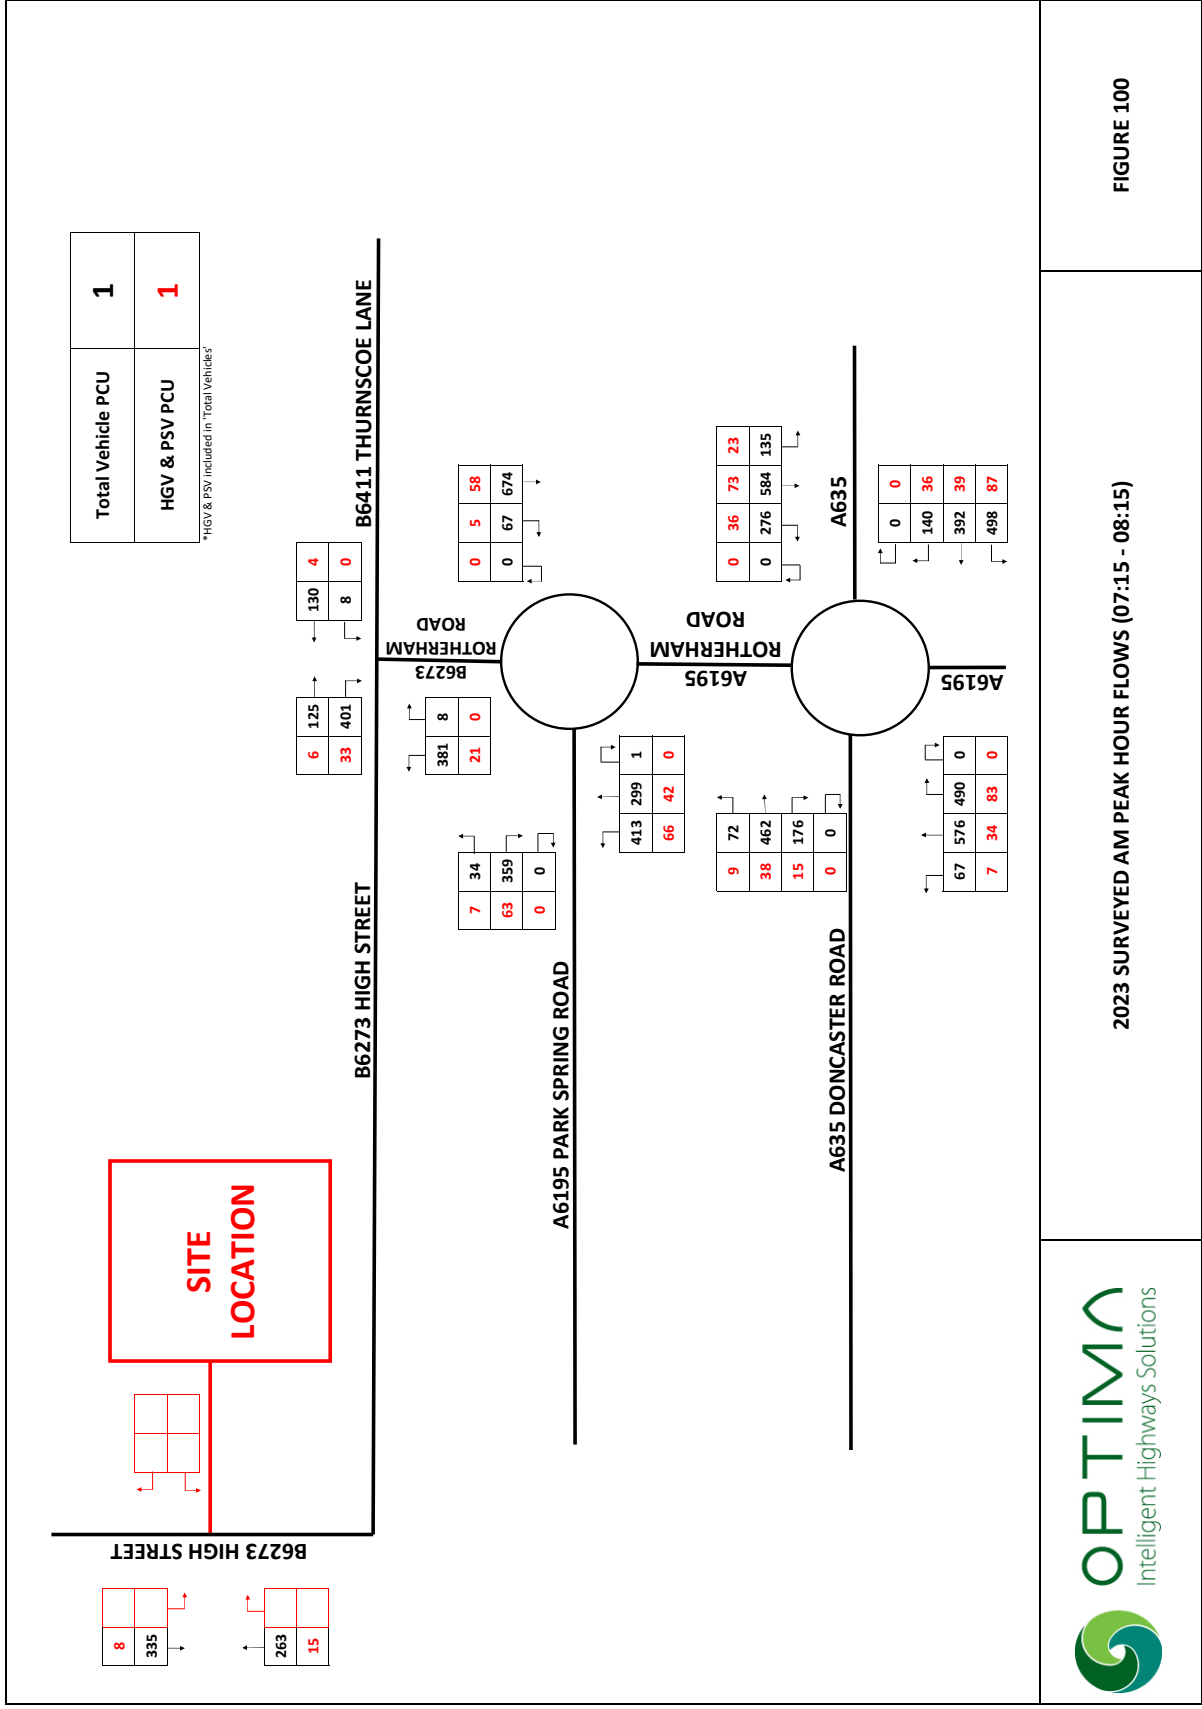 Total Vehicle PCU 1
HGV & PSV PCU 1
*HGV & PSV included in 'Total Vehicles'
8
335
SITE
LOCATION
263
15
B6273 HIGH STREET
6 125
33 401
130 4
8 0
B6273 HIGH STREET
B6411 THURNSCOE LANE
381 8
21 0
B6273
ROTHERHAM
ROAD
7 34
63 359
0 0
0 5 58
0 67 674
A6195 PARK SPRING ROAD
413 299 1
66 42 0
A6195
ROTHERHAM
ROAD
9 72
38 462
15 176
0 0
0 36 73 23
0 276 584 135
A635 DONCASTER ROAD
A635
67 576 490 0
7 34 83 0
A6195
0 0
140 36
392 39
498 87
OPTIMA
Intelligent Highways Solutions
2023 SURVEYED AM PEAK HOUR FLOWS (07:15 - 08:15)
FIGURE 100